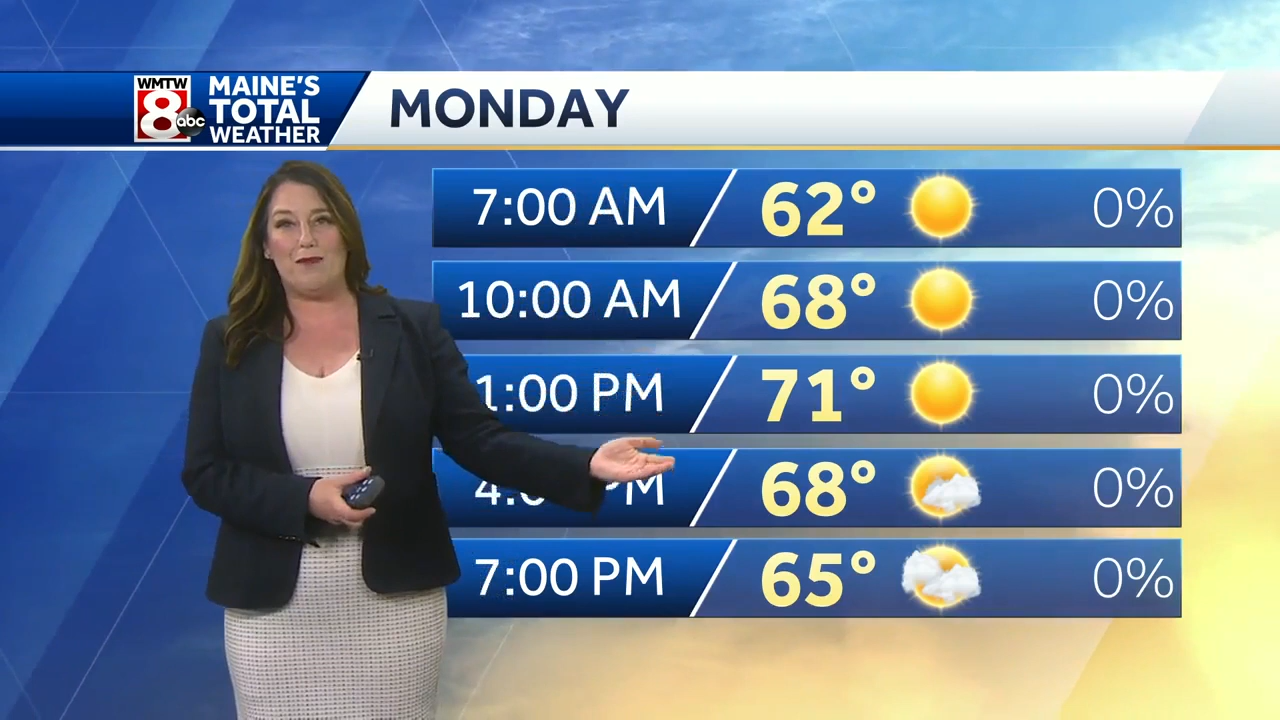 WMTW
8
abc
MAINE'S
TOTAL
WEATHER
MONDAY
7:00 AM 62° 0%
10:00 AM 68° 0%
1:00 PM 71° 0%
68° 0%
7:00 PM 65° 0%